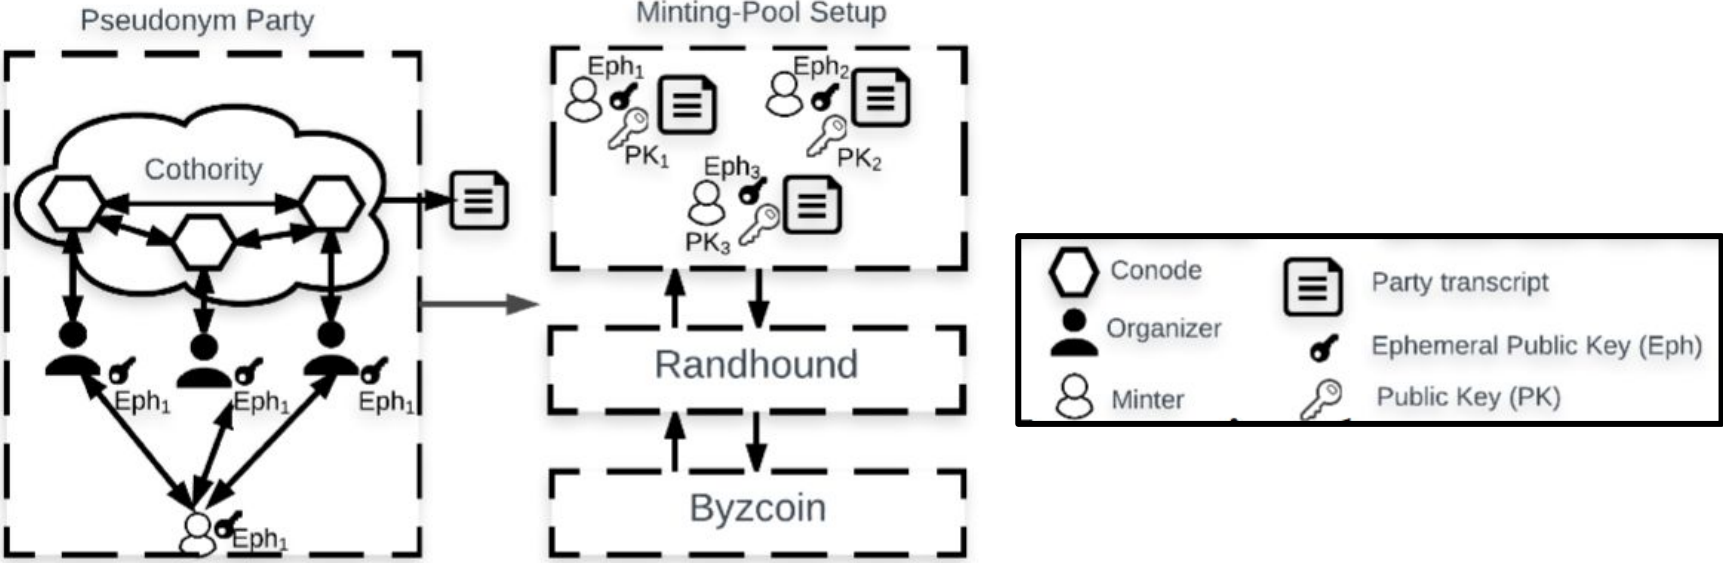 Pseudonym Party
Cothority
Eph1
Eph1
Eph1
Eph1
Minting-Pool Setup
Eph1
PK1
Eph2
PK2
Eph3
PK3
Randhound
Byzcoin
Conode
Organizer
Minter
Party transcript
Ephemeral Public Key (Eph)
Public Key (PK)